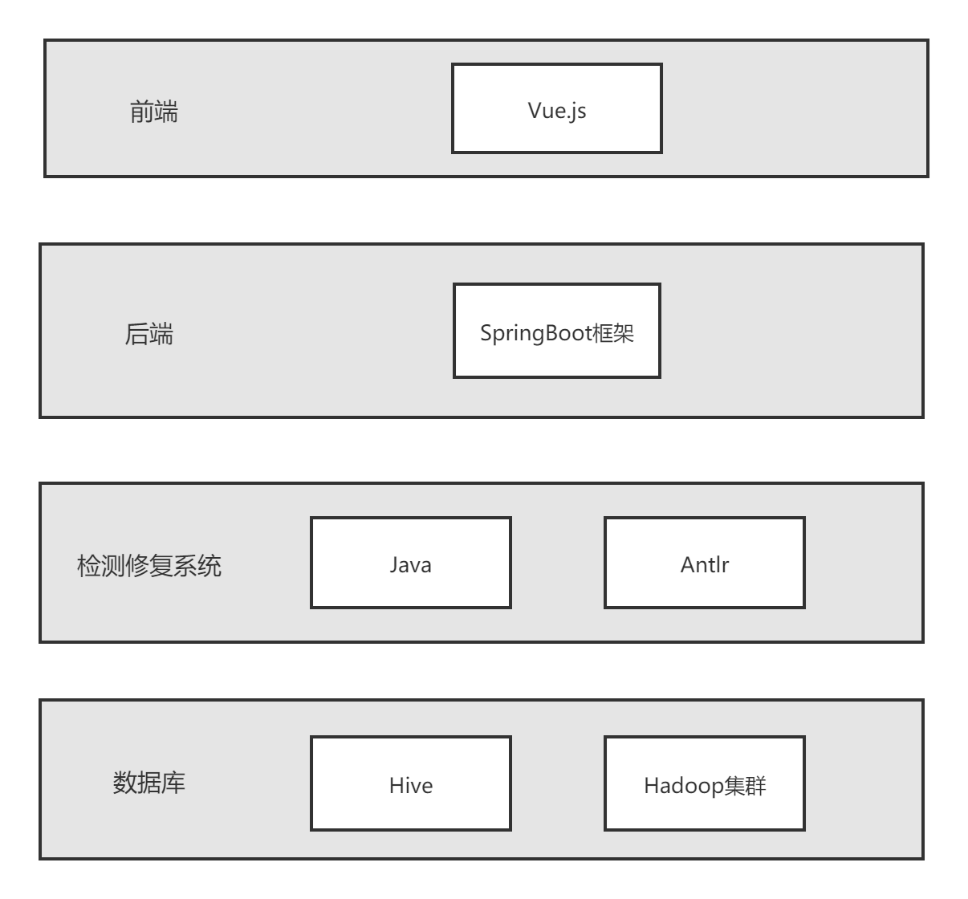 前端
Vue.js
后端
SpringBoot框架
检测修复系统
Java
Antlr
数据库
Hive
Hadoop集群